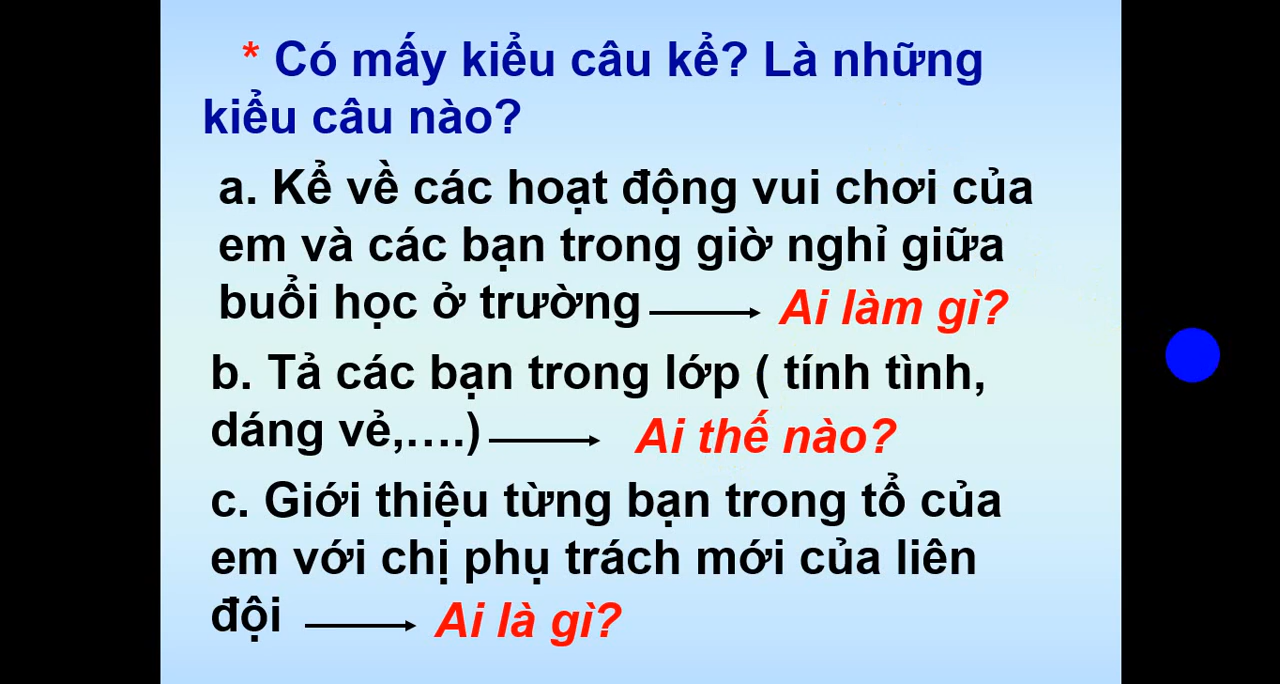 * Có mấy kiểu câu kể? Là những
kiểu câu nào?
a. Kể về các hoạt động vui chơi của
em và các bạn trong giờ nghỉ giữa
buổi học ở trường Ai làm gì?
b. Tả các bạn trong lớp ( tính tình,
dáng vẻ,....) Ai thế nào?
c. Giới thiệu từng bạn trong tổ của
em với chị phụ trách mới của liên
đội Ai là gì?